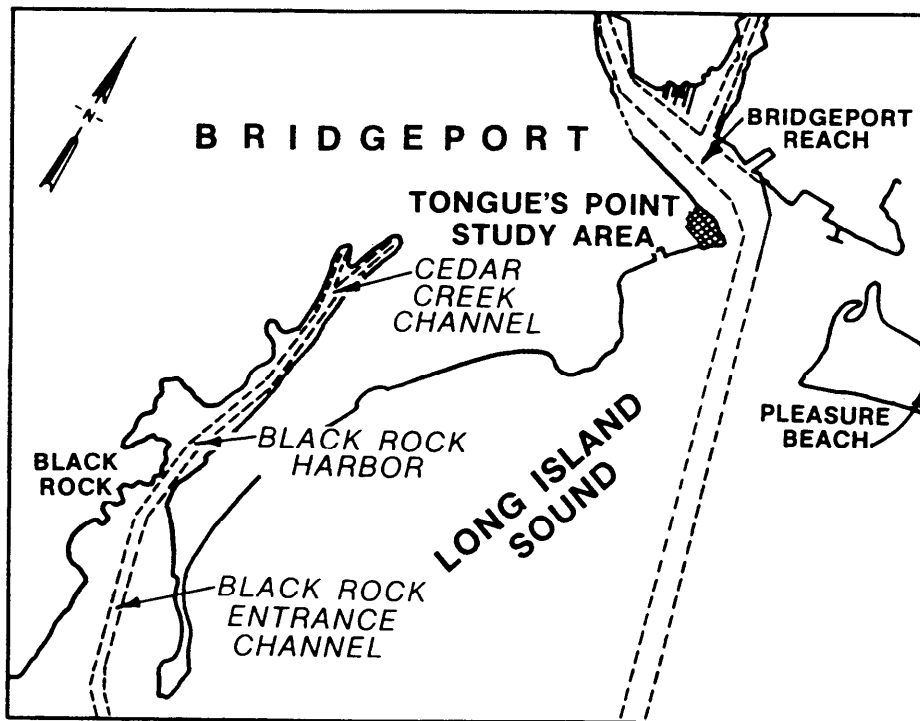 N
BRIDGEPORT
BRIDGEPORT
REACH
TONGUE'S POINT
STUDY AREA
CEDAR
CREEK
CHANNEL
PLEASURE
BEACH
BLACK ROCK
HARBOR
BLACK
ROCK
LONG ISLAND
SOUND
BLACK ROCK
ENTRANCE
CHANNEL